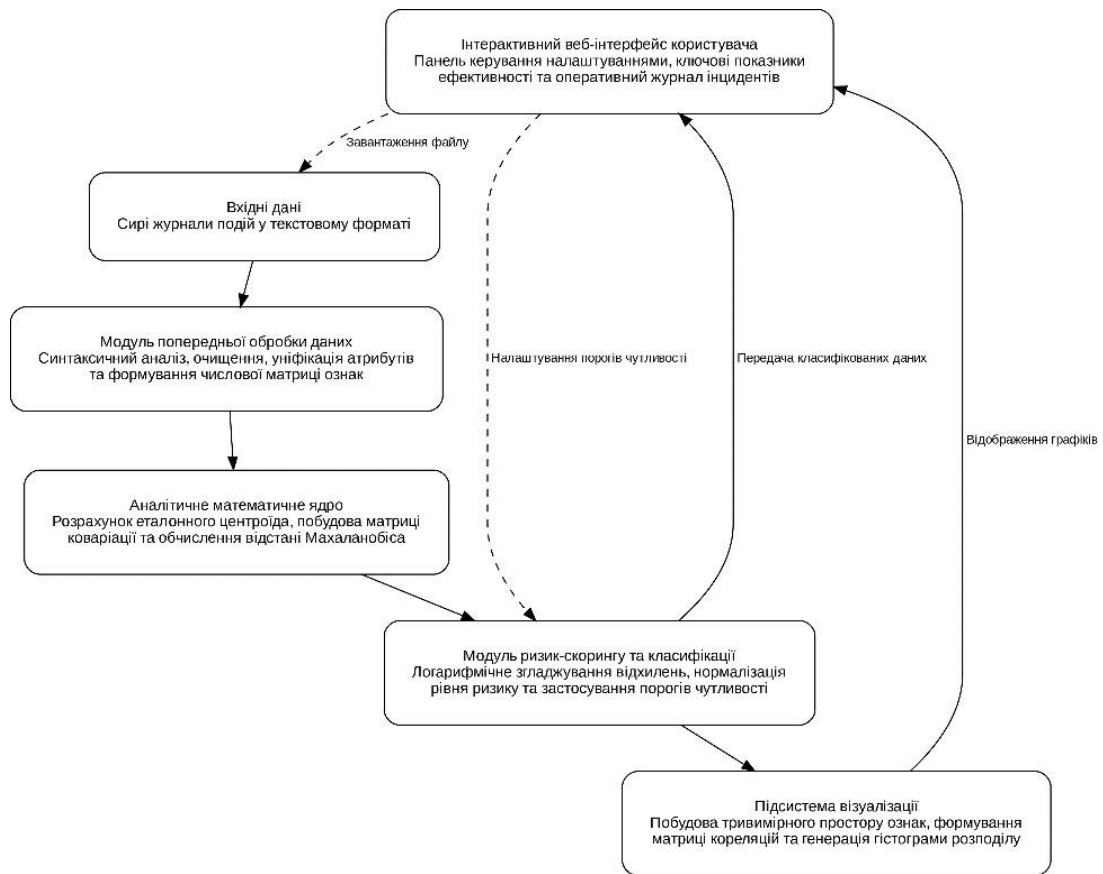 Інтерактивний веб-інтерфейс користувача
Панель керування налаштуваннями, ключові показники
ефективності та оперативний журнал інцидентів
Завантаження файлу
Вхідні дані
Сирі журнали подій у текстовому форматі
Модуль попередньої обробки даних
Синтаксичний аналіз, очищення, уніфікація атрибутів
та формування числової матриці ознак
Налаштування порогів чутливості
Передача класифікованих даних
Відображення графіків
Аналітичне математичне ядро
Розрахунок еталонного центроїда, побудова матриці
коваріації та обчислення відстані Махаланобіса
Модуль ризик-скорингу та класифікації
Логарифмічне згладжування відхилень, нормалізація
рівня ризику та застосування порогів чутливості
Підсистема візуалізації
Побудова тривимірного простору ознак, формування
матриці кореляцій та генерація гістограми розподілу